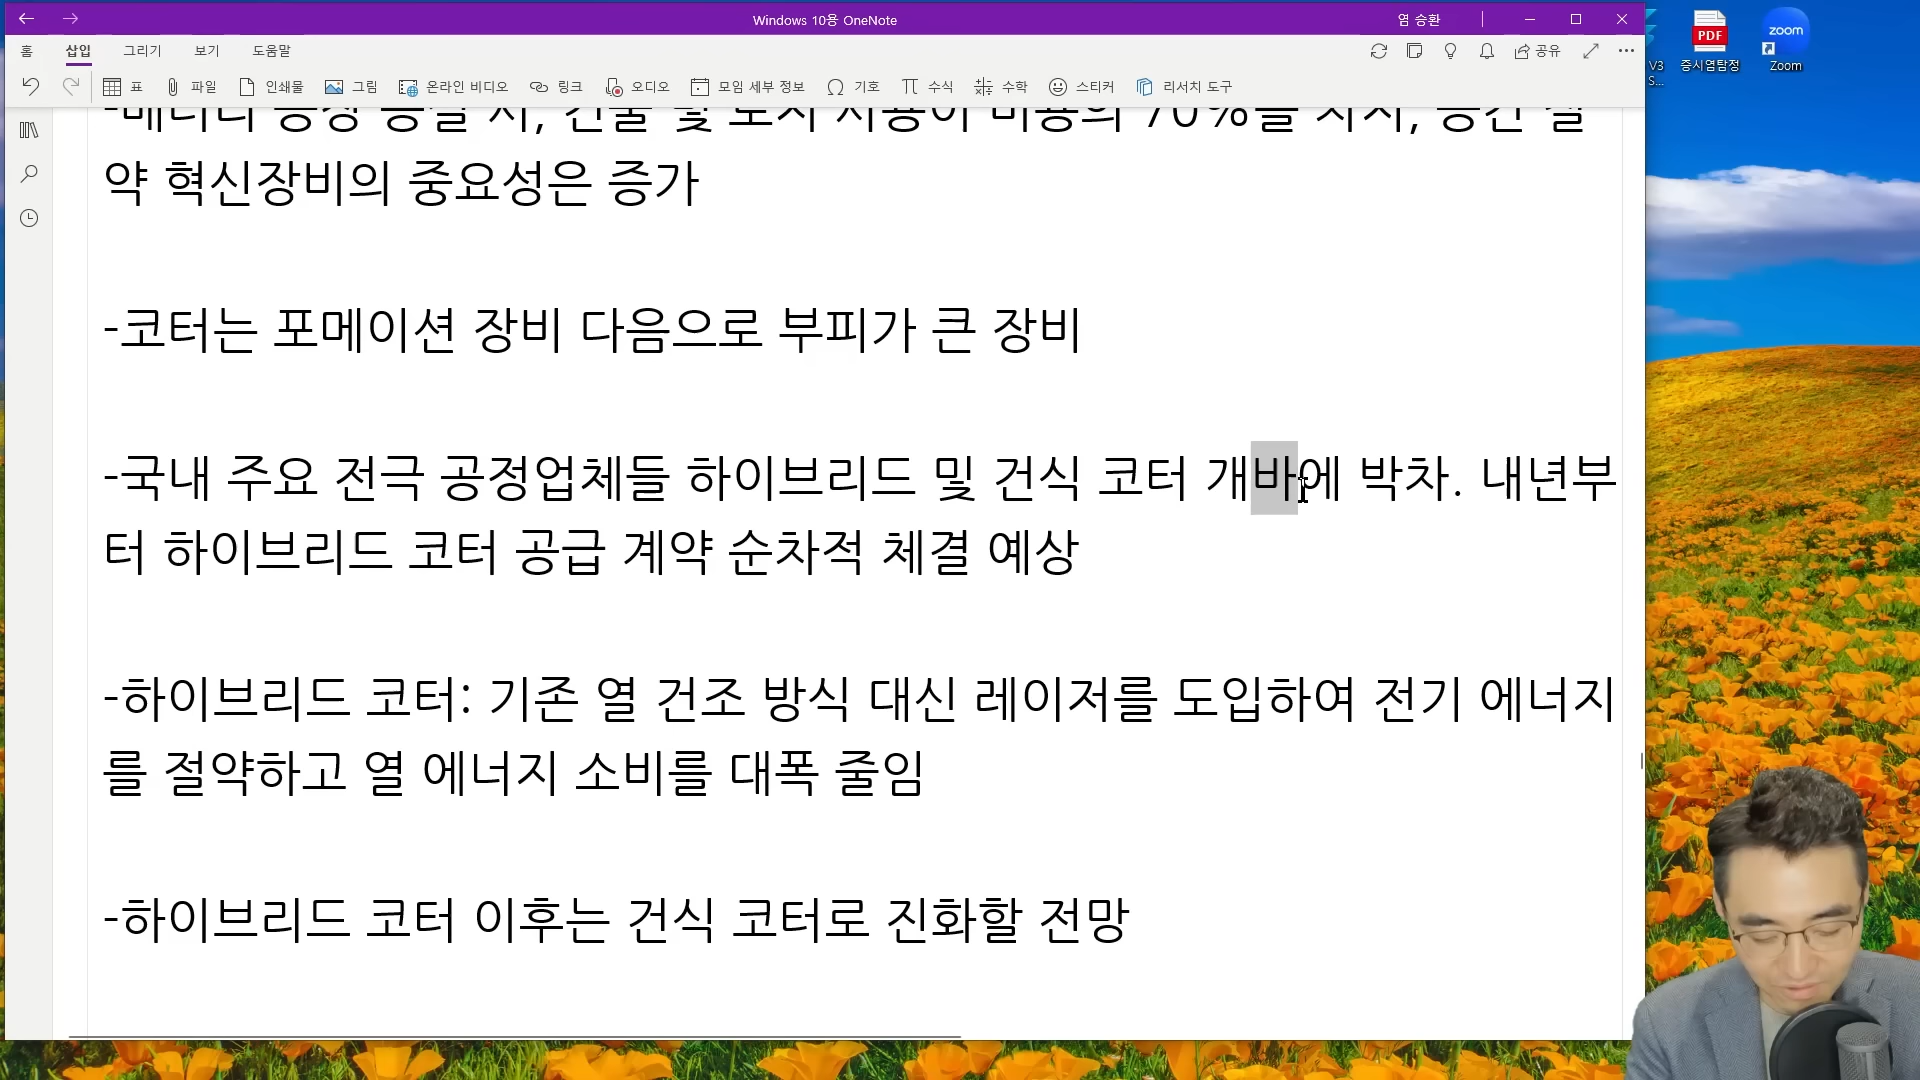 Windows 10용 OneNote
염 승환
홈 삽입 그리기 보기 도움말
공유
표 파일 인쇄물 그림 온라인 비디오 링크 오디오 모임 세부 정보 기호 수식 수학 스티커 리서치 도구
V3
S...
PDF
증시염탐정
zoom
Zoom
약 혁신장비의 중요성은 증가
-코터는 포메이션 장비 다음으로 부피가 큰 장비
-국내 주요 전극 공정업체들 하이브리드 및 건식 코터 개바에 박차. 내년부
터 하이브리드 코터 공급 계약 순차적 체결 예상
-하이브리드 코터: 기존 열 건조 방식 대신 레이저를 도입하여 전기 에너지
를 절약하고 열 에너지 소비를 대폭 줄임
-하이브리드 코터 이후는 건식 코터로 진화할 전망